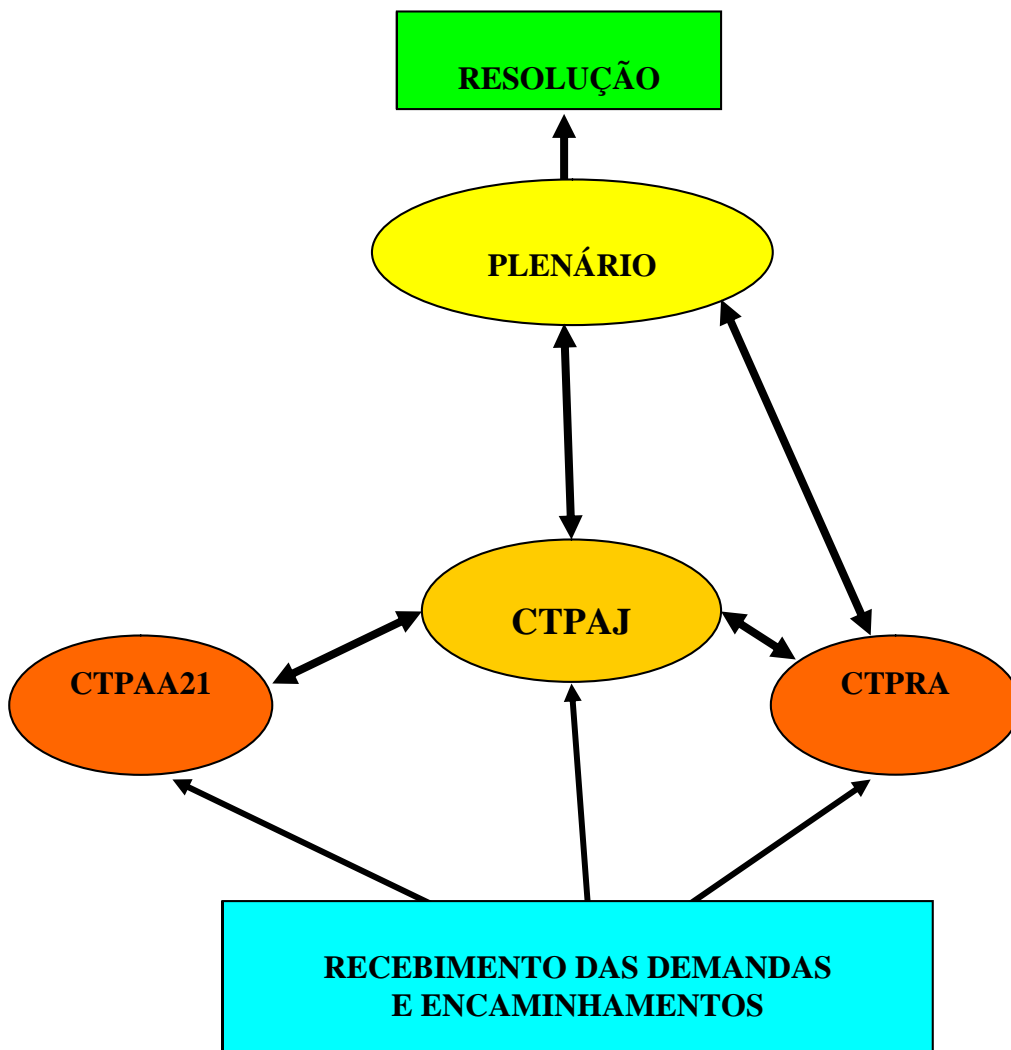 RESOLUÇÃO
PLENÁRIO
CTPAJ
CTPAA21
CTPRA
RECEBIMENTO DAS DEMANDAS
E ENCAMINHAMENTOS